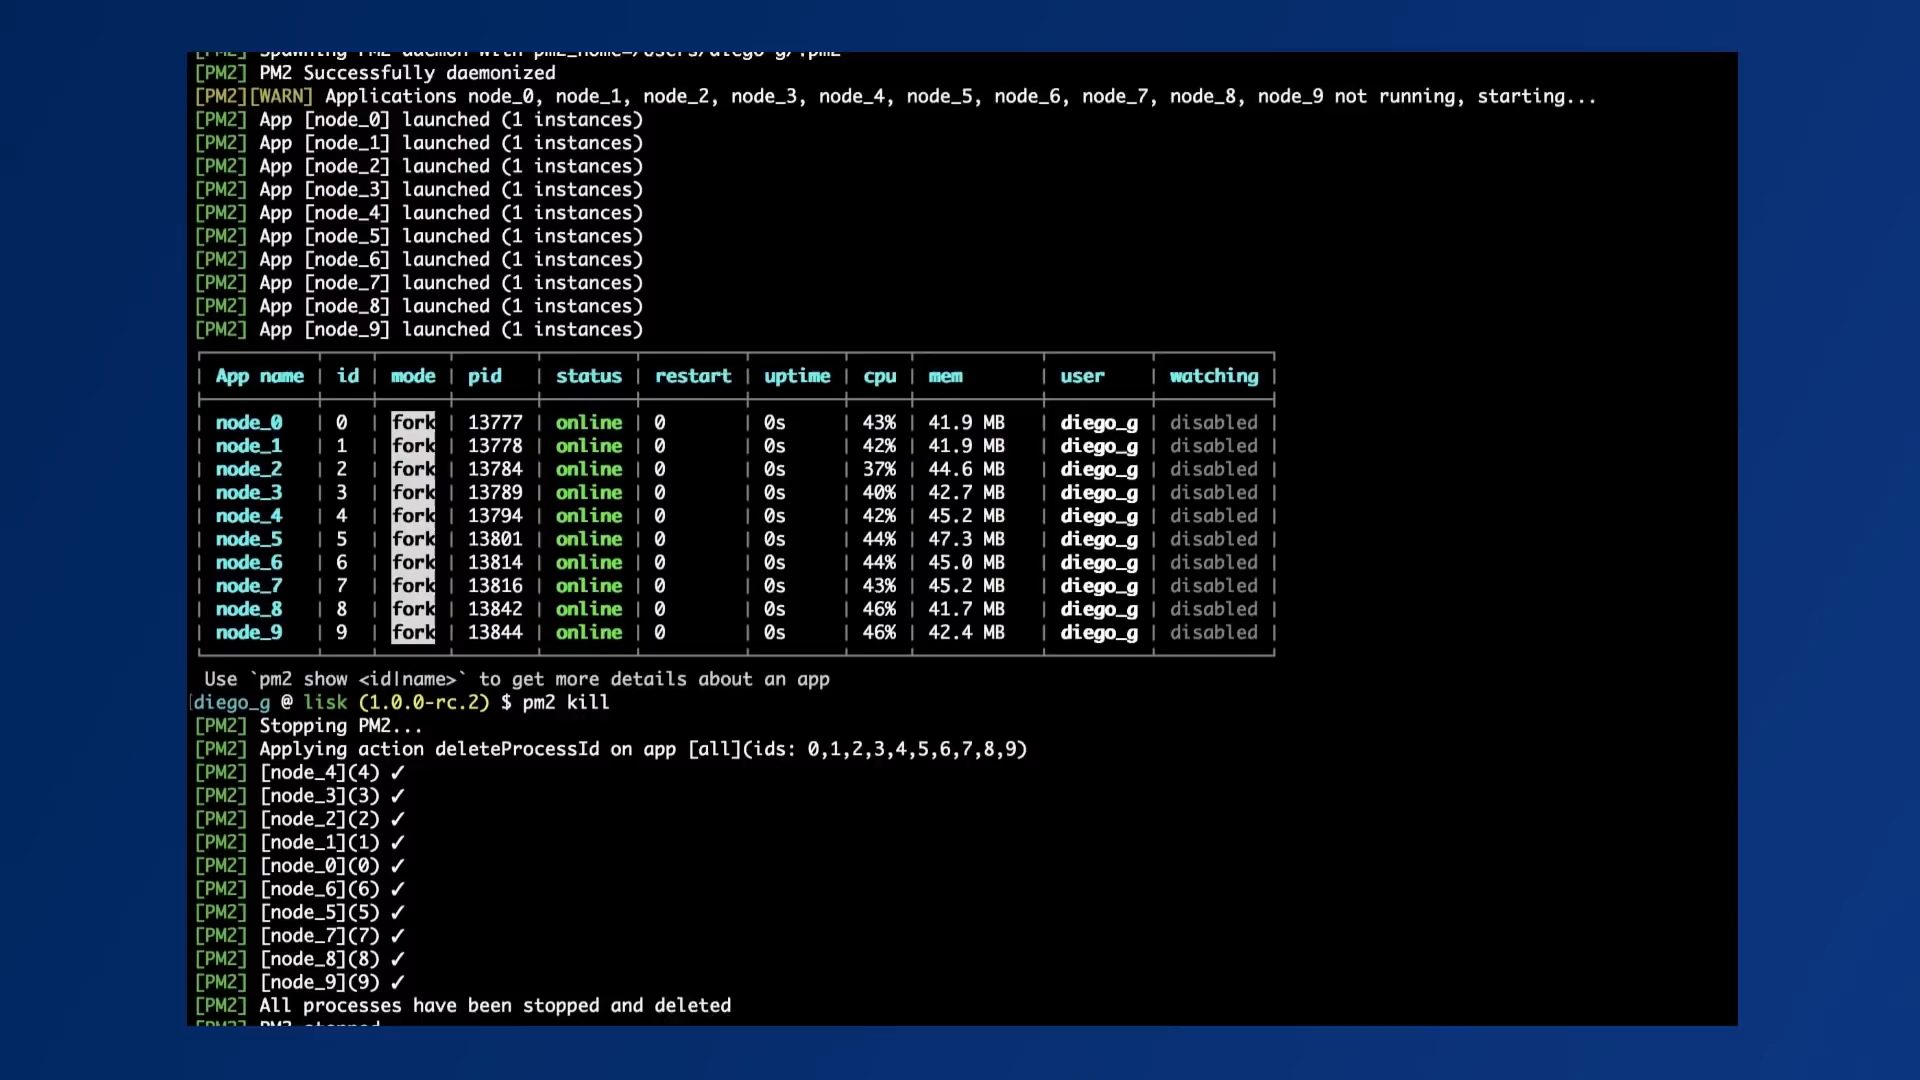 [PM2] Spawning PM2 daemon with pm2_home=/Users/diego_g/.pm2
[PM2] PM2 Successfully daemonized
[PM2][WARN] Applications node_0, node_1, node_2, node_3, node_4, node_5, node_6, node_7, node_8, node_9 not running, starting...
[PM2] App [node_0] launched (1 instances)
[PM2] App [node_1] launched (1 instances)
[PM2] App [node_2] launched (1 instances)
[PM2] App [node_3] launched (1 instances)
[PM2] App [node_4] launched (1 instances)
[PM2] App [node_5] launched (1 instances)
[PM2] App [node_6] launched (1 instances)
[PM2] App [node_7] launched (1 instances)
[PM2] App [node_8] launched (1 instances)
[PM2] App [node_9] launched (1 instances)
App name | id | mode | pid | status | restart | uptime | cpu | mem | user | watching
node_0 | 0 | fork | 13777 | online | 0 | 0s | 43% | 41.9 MB | diego_g | disabled
node_1 | 1 | fork | 13778 | online | 0 | 0s | 42% | 41.9 MB | diego_g | disabled
node_2 | 2 | fork | 13784 | online | 0 | 0s | 37% | 44.6 MB | diego_g | disabled
node_3 | 3 | fork | 13789 | online | 0 | 0s | 40% | 42.7 MB | diego_g | disabled
node_4 | 4 | fork | 13794 | online | 0 | 0s | 42% | 45.2 MB | diego_g | disabled
node_5 | 5 | fork | 13801 | online | 0 | 0s | 44% | 47.3 MB | diego_g | disabled
node_6 | 6 | fork | 13814 | online | 0 | 0s | 44% | 45.0 MB | diego_g | disabled
node_7 | 7 | fork | 13816 | online | 0 | 0s | 43% | 45.2 MB | diego_g | disabled
node_8 | 8 | fork | 13842 | online | 0 | 0s | 46% | 41.7 MB | diego_g | disabled
node_9 | 9 | fork | 13844 | online | 0 | 0s | 46% | 42.4 MB | diego_g | disabled
Use `pm2 show <id|name>` to get more details about an app
[diego_g @ lisk (1.0.0-rc.2) $ pm2 kill
[PM2] Stopping PM2...
[PM2] Applying action deleteProcessId on app [all](ids: 0,1,2,3,4,5,6,7,8,9)
[PM2] [node_4](4) ✓
[PM2] [node_3](3) ✓
[PM2] [node_2](2) ✓
[PM2] [node_1](1) ✓
[PM2] [node_0](0) ✓
[PM2] [node_6](6) ✓
[PM2] [node_5](5) ✓
[PM2] [node_7](7) ✓
[PM2] [node_8](8) ✓
[PM2] [node_9](9) ✓
[PM2] All processes have been stopped and deleted
[PM2] PM2 stopped